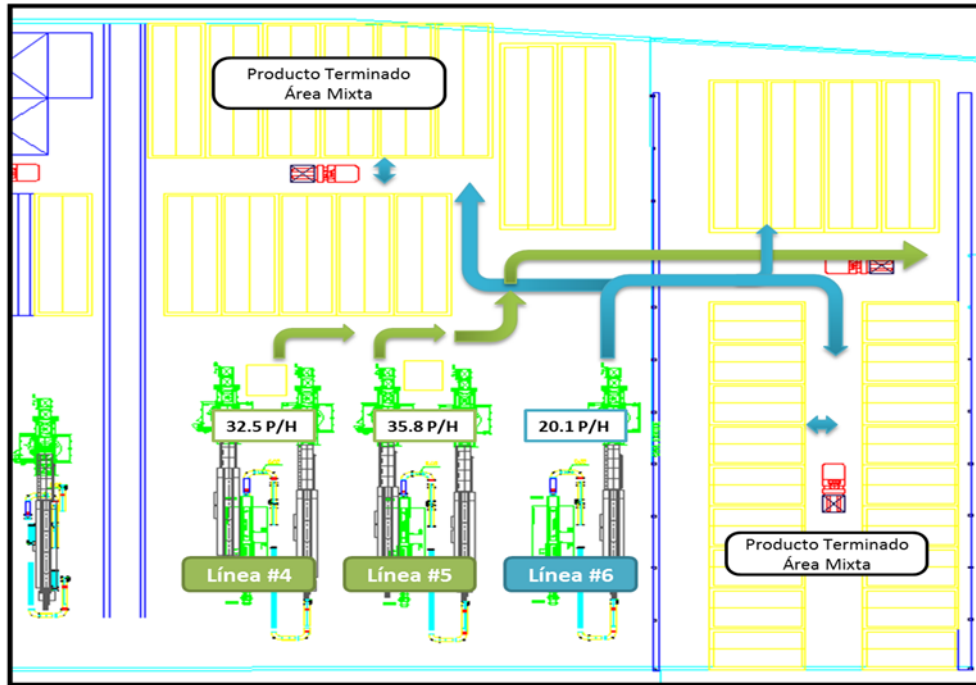 Producto Terminado
Área Mixta
32.5 P/H
35.8 P/H
20.1 P/H
Línea #4
Línea #5
Línea #6
Producto Terminado
Área Mixta